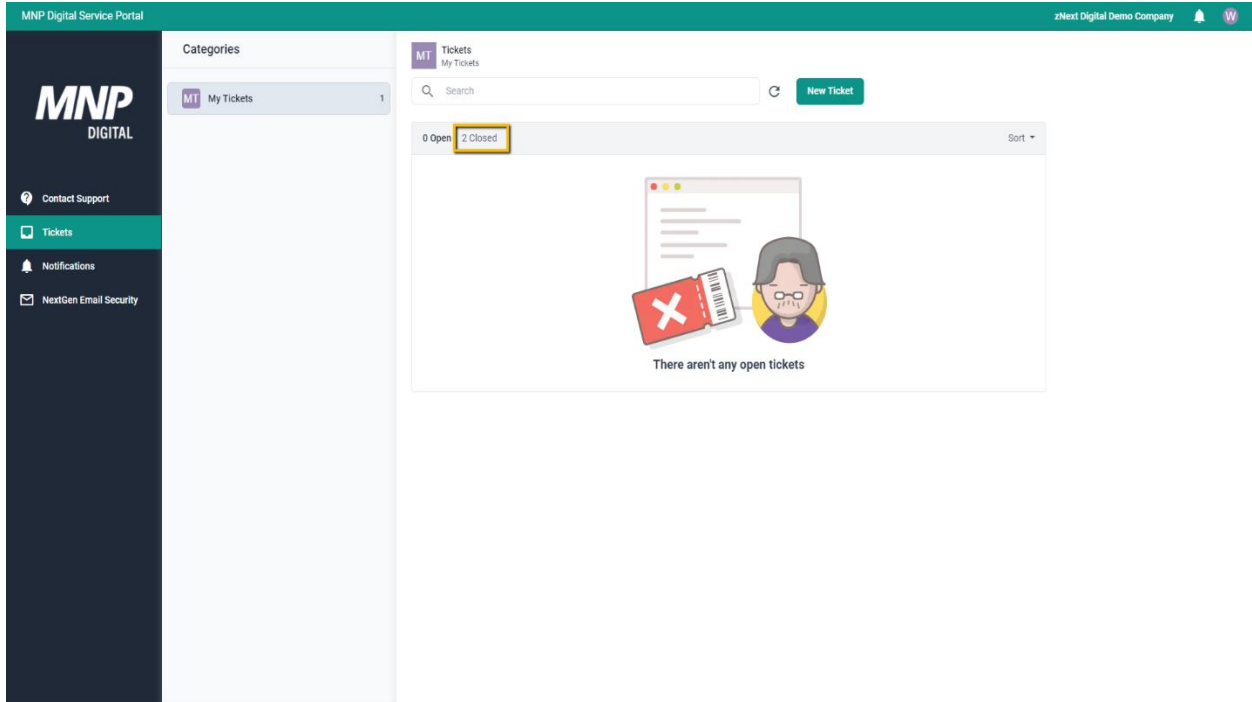 MNP Digital Service Portal
zNext Digital Demo Company
W
MNP
DIGITAL
Contact Support
Tickets
Notifications
NextGen Email Security
Categories
MT My Tickets 1
MT Tickets
My Tickets
Search
New Ticket
0 Open 2 Closed
Sort
There aren't any open tickets